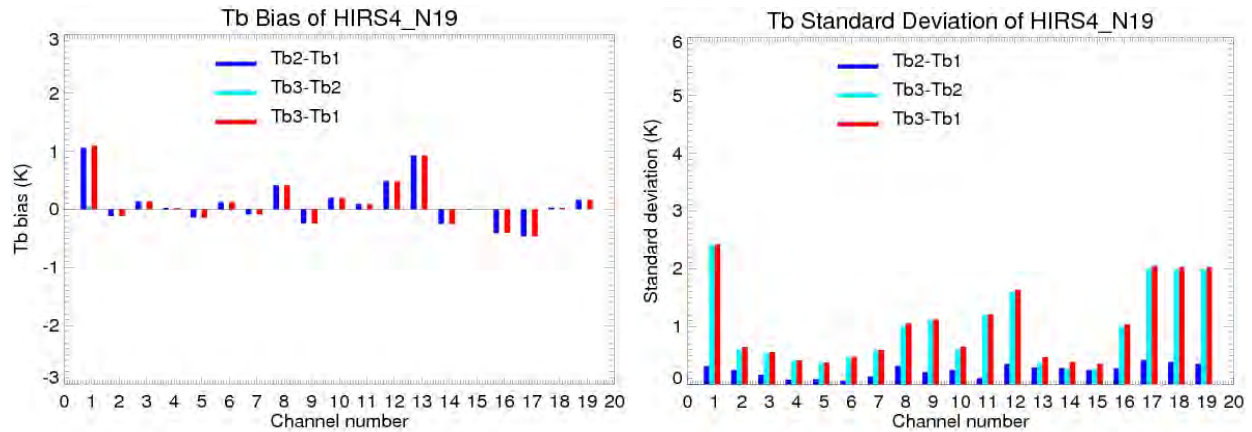 Tb Bias of HIRS4_N19
3
2
1
0
-1
-2
-3
Tb bias (K)
Tb2-Tb1
Tb3-Tb2
Tb3-Tb1
0 1 2 3 4 5 6 7 8 9 10 11 12 13 14 15 16 17 18 19 20
Channel number
Tb Standard Deviation of HIRS4_N19
6
5
4
3
2
1
0
Standard deviation (K)
Tb2-Tb1
Tb3-Tb2
Tb3-Tb1
0 1 2 3 4 5 6 7 8 9 10 11 12 13 14 15 16 17 18 19 20
Channel number